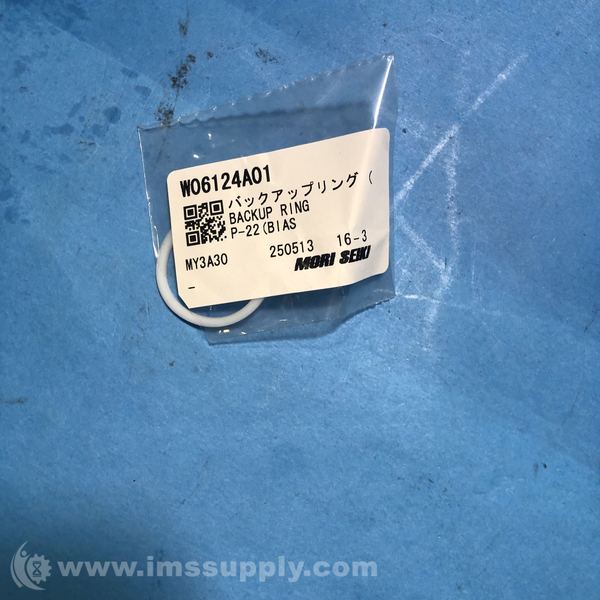 W06124A01
バックアップリング (
BACKUP RING
P-22(BIAS
MY3A30 250513 16-3
MORI SEIKI
-
www.imssupply.com